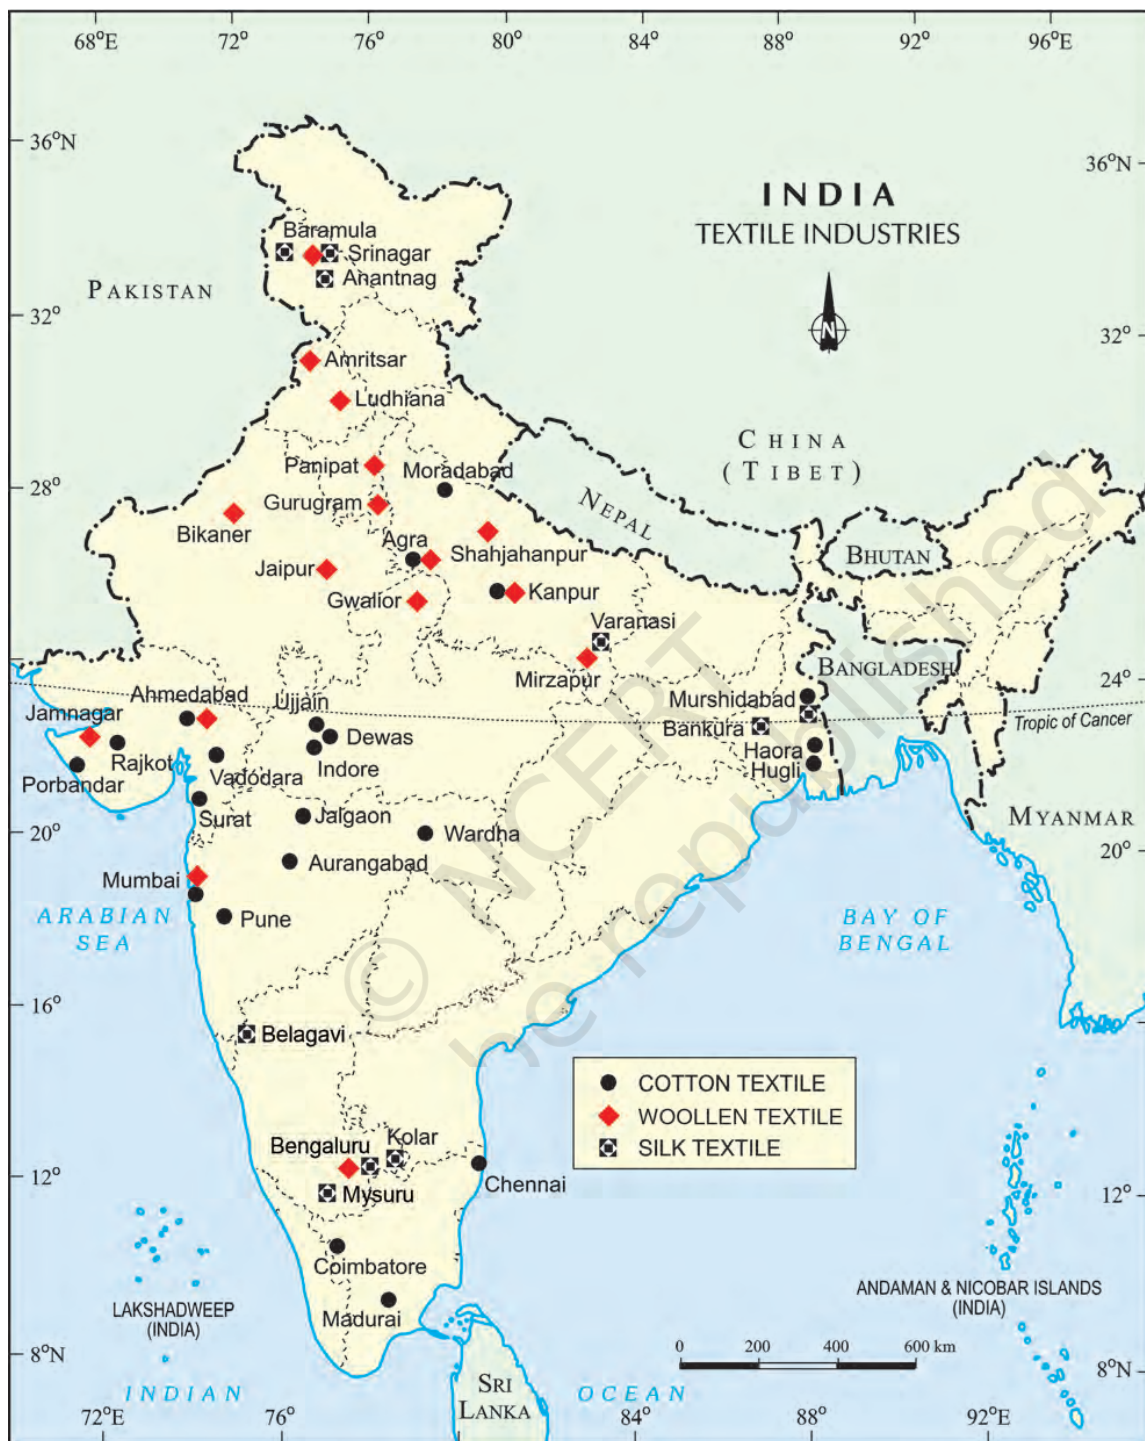 68°E 72° 76° 80° 84° 88° 92° 96°E
36°N
36°N
INDIA
TEXTILE INDUSTRIES
Baramula
Srinagar
Anantnag
PAKISTAN
32°
32°
N
Amritsar
Ludhiana
CHINA
(TIBET)
Panipat
Moradabad
28°
28°
Gurugram
NEPAL
Bikaner
Agra
Shahjahanpur
BHUTAN
Jaipur
Gwalior
Kanpur
Varanasi
BANGLADESH
Mirzapur
24°
Ahmedabad
Ujjain
Murshidabad
Jamnagar
Bankura
Tropic of Cancer
Dewas
Rajkot
Indore
Haora
Porbandar
Vadodara
Hugli
Surat
Jalgaon
MYANMAR
20°
Wardha
20°
Aurangabad
Mumbai
ARABIAN
SEA
Pune
BAY OF
BENGAL
© NCERT
be republished
16°
Belagavi
COTTON TEXTILE
WOOLLEN TEXTILE
SILK TEXTILE
Bengaluru
Kolar
12°
Chennai
Mysuru
12°
Coimbatore
LAKSHADWEEP
(INDIA)
Madurai
ANDAMAN & NICOBAR ISLANDS
(INDIA)
0 200 400 600 km
8°N
8°N
INDIAN
OCEAN
SRI
LANKA
72°E 76° 84° 88° 92°E